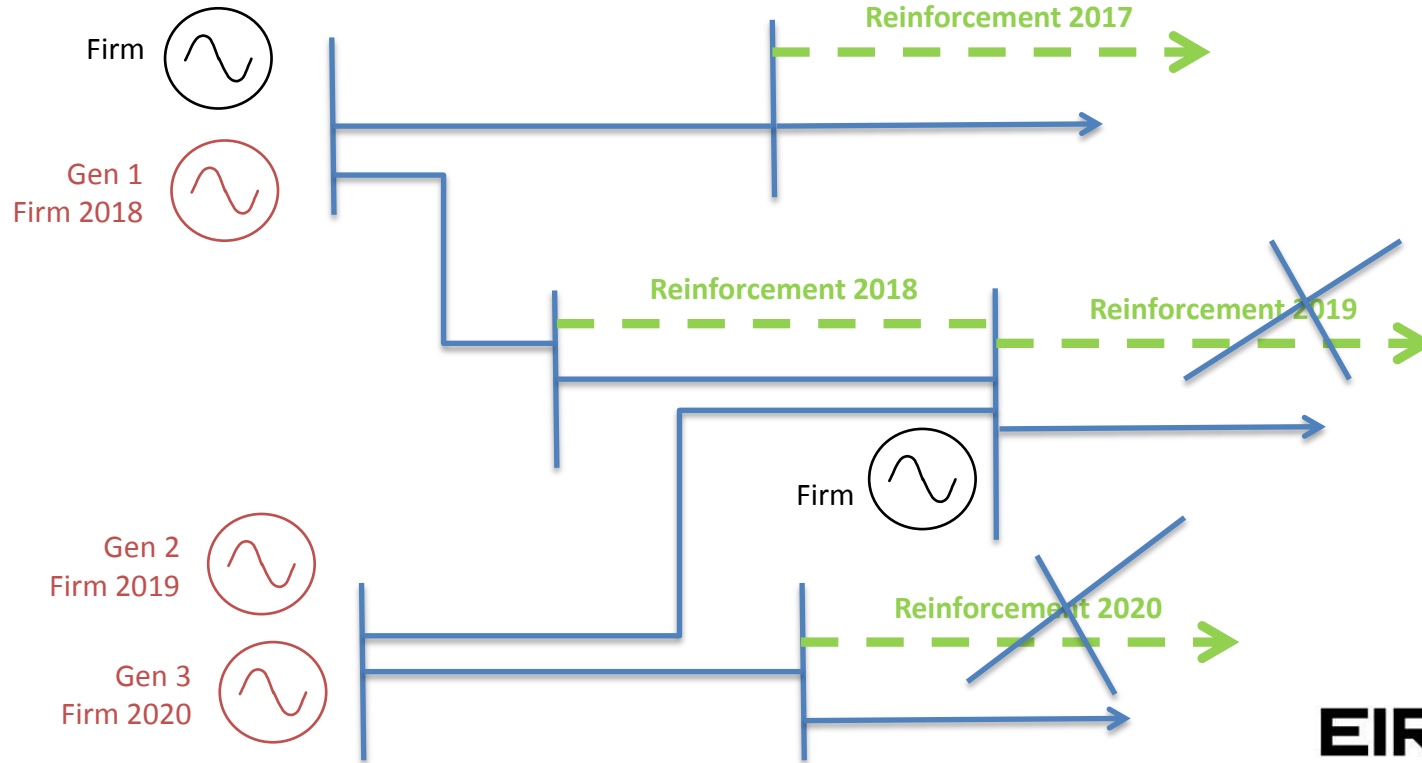 Reinforcement 2017
Firm
Gen 1
Firm 2018
Reinforcement 2018
Reinforcement 2019
Firm
Gen 2
Firm 2019
Reinforcement 2020
Gen 3
Firm 2020
EIR